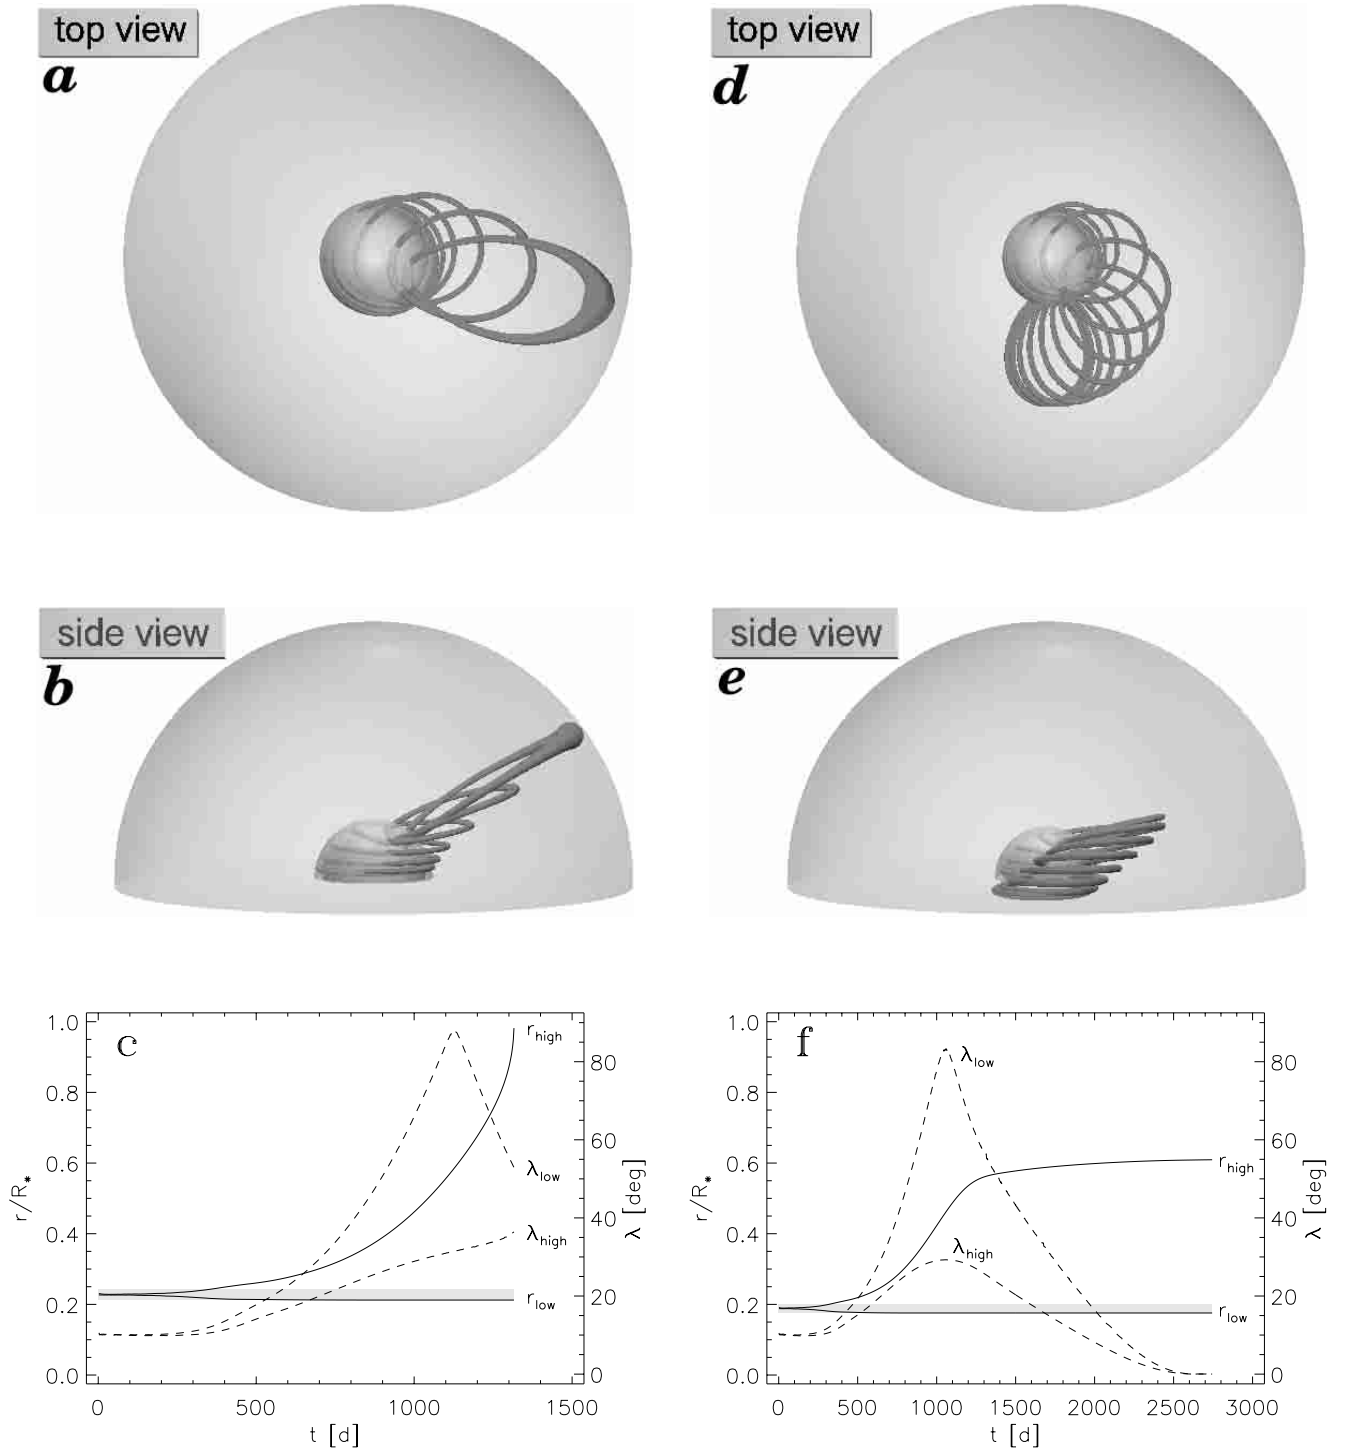 top view
a
top view
d
side view
b
side view
e
c
r/R*
1.0
0.8
0.6
0.4
0.2
0.0
0 500 1000 1500
t [d]
80
60
40
20
0
λ [deg]
r_high
λ_low
λ_high
r_low
f
r/R*
1.0
0.8
0.6
0.4
0.2
0.0
0 500 1000 1500 2000 2500 3000
t [d]
80
60
40
20
0
λ [deg]
λ_low
r_high
λ_high
r_low